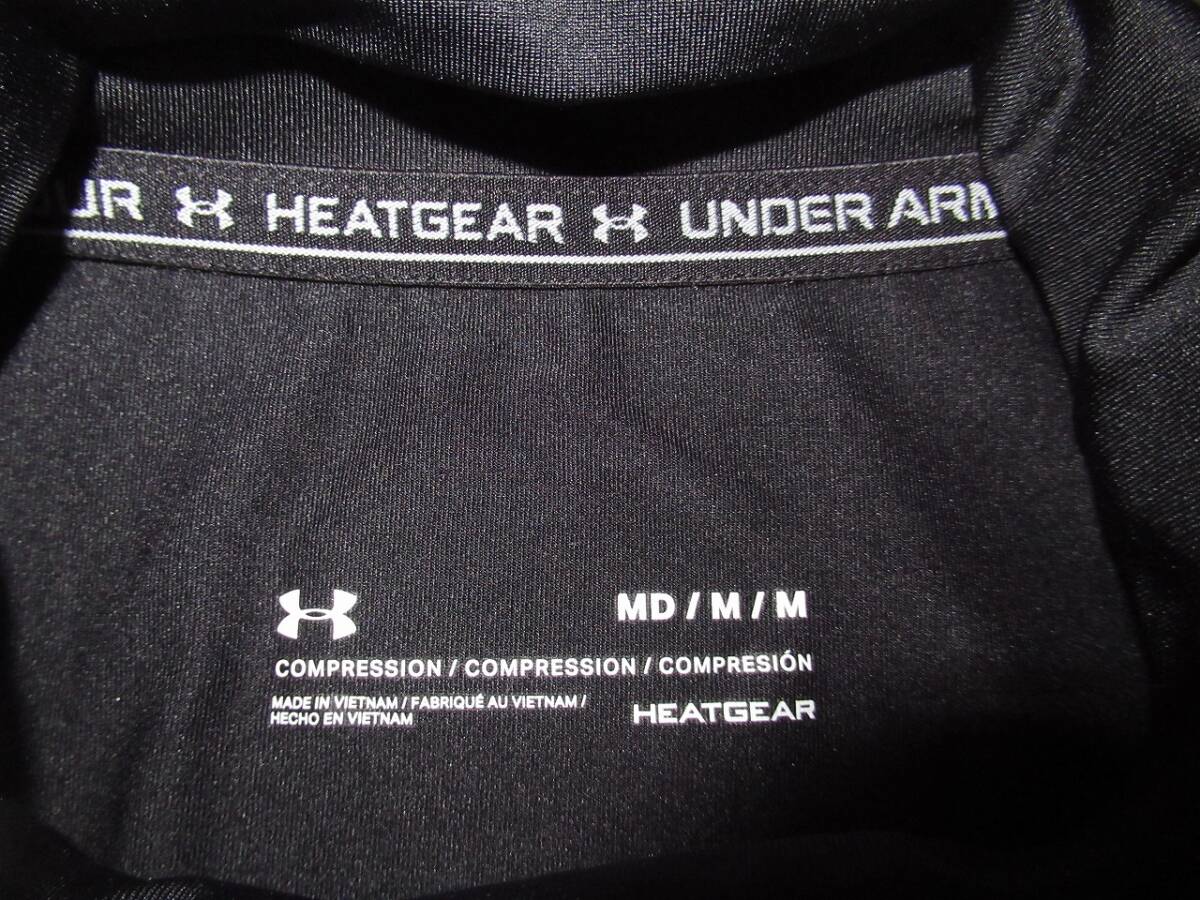 UR HEATGEAR UNDER ARM
MD / M / M
COMPRESSION / COMPRESSION / COMPRESIÓN
MADE IN VIETNAM / FABRIQUÉ AU VIETNAM /
HECHO EN VIETNAM
HEATGEAR